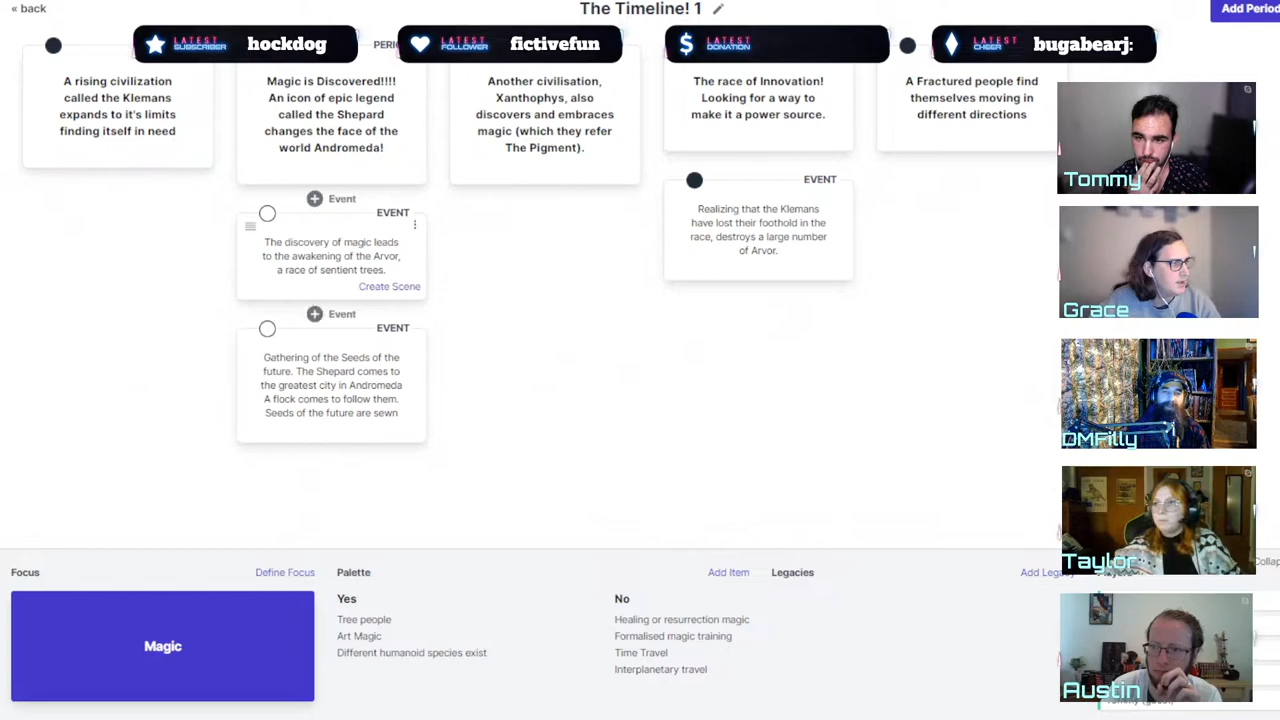 « back
The Timeline! 1
Add Period
LATEST SUBSCRIBER
hockdog
LATEST FOLLOWER
fictivefun
LATEST DONATION
LATEST CHEER
bugabearj:
A rising civilization
called the Klemans
expands to it's limits
finding itself in need
Magic is Discovered!!!!
An icon of epic legend
called the Shepard
changes the face of the
world Andromeda!
Another civilisation,
Xanthophys, also
discovers and embraces
magic (which they refer
The Pigment).
The race of Innovation!
Looking for a way to
make it a power source.
A Fractured people find
themselves moving in
different directions
Event
EVENT
The discovery of magic leads
to the awakening of the Arvor,
a race of sentient trees.
Create Scene
Event
EVENT
Gathering of the Seeds of the
future. The Shepard comes to
the greatest city in Andromeda
A flock comes to follow them.
Seeds of the future are sewn
EVENT
Realizing that the Klemans
have lost their foothold in the
race, destroys a large number
of Arvor.
Tommy
Grace
DMFilly
Taylor
Austin
Focus
Define Focus
Magic
Palette
Add Item
Yes
Tree people
Art Magic
Different humanoid species exist
No
Healing or resurrection magic
Formalised magic training
Time Travel
Interplanetary travel
Legacies